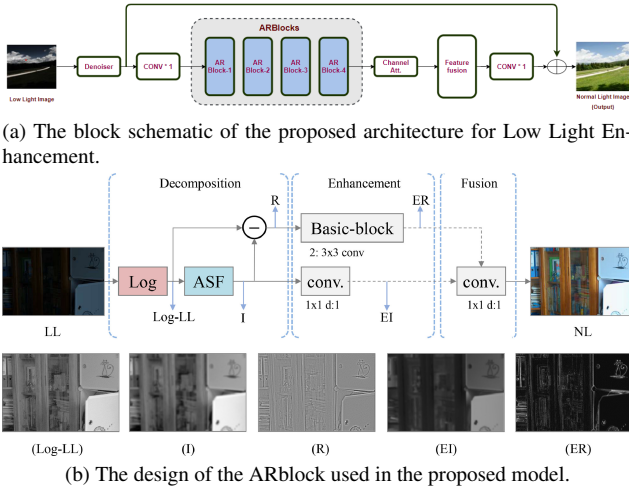 ARBlocks
Low Light Image
Denoiser
CONV * 1
AR Block-1
AR Block-2
AR Block-3
AR Block-4
Channel Att.
Feature fusion
CONV * 1
Normal Light Image (Output)
(a) The block schematic of the proposed architecture for Low Light En-
hancement.
Decomposition
Enhancement
Fusion
R
ER
Basic-block
2: 3x3 conv
Log
ASF
conv.
conv.
1x1 d:1
1x1 d:1
LL
Log-LL
I
EI
NL
(Log-LL)
(I)
(R)
(EI)
(ER)
(b) The design of the ARblock used in the proposed model.